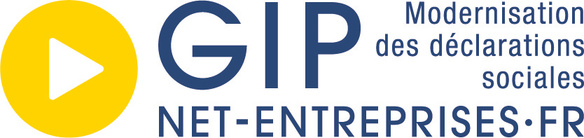 GIP
Modernisation
des déclarations
sociales
NET-ENTREPRISES·FR